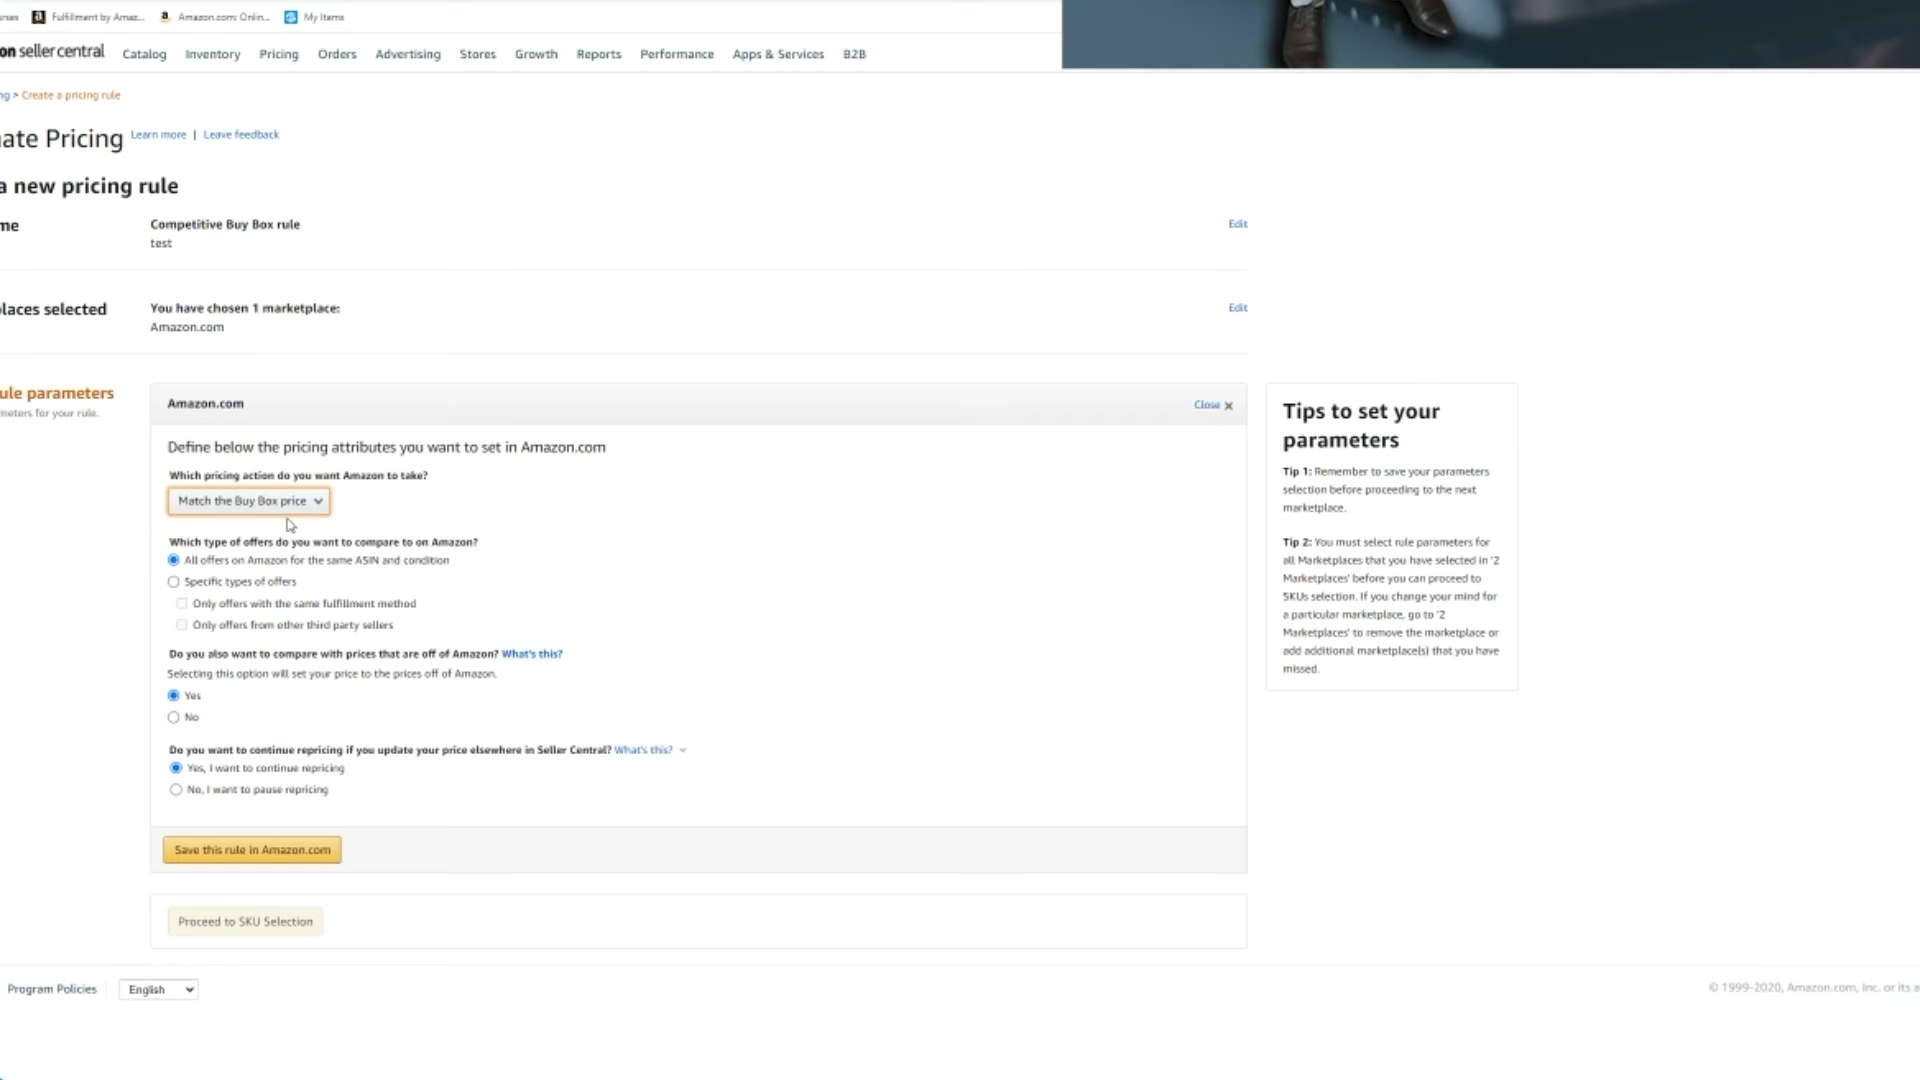 Fulfillment by Amaz...
Amazon.com: Onlin...
My Items
on seller central
Catalog
Inventory
Pricing
Orders
Advertising
Stores
Growth
Reports
Performance
Apps & Services
B2B
ng > Create a pricing rule
ate Pricing
Learn more | Leave feedback
a new pricing rule
me
Competitive Buy Box rule
Edit
test
laces selected
You have chosen 1 marketplace:
Edit
Amazon.com
ule parameters
meters for your rule.
Amazon.com
Close x
Define below the pricing attributes you want to set in Amazon.com
Which pricing action do you want Amazon to take?
Match the Buy Box price
Which type of offers do you want to compare to on Amazon?
All offers on Amazon for the same ASIN and condition
Specific types of offers
Only offers with the same fulfillment method
Only offers from other third party sellers
Do you also want to compare with prices that are off of Amazon? What's this?
Selecting this option will set your price to the prices off of Amazon.
Yes
No
Do you want to continue repricing if you update your price elsewhere in Seller Central? What's this?
Yes, I want to continue repricing
No, I want to pause repricing
Save this rule in Amazon.com
Proceed to SKU Selection
Tips to set your
parameters
Tip 1: Remember to save your parameters
selection before proceeding to the next
marketplace.
Tip 2: You must select rule parameters for
all Marketplaces that you have selected in '2
Marketplaces' before you can proceed to
SKUs selection. If you change your mind for
a particular marketplace, go to '2
Marketplaces' to remove the marketplace or
add additional marketplace(s) that you have
missed.
Program Policies
English
© 1999-2020, Amazon.com, Inc. or its a